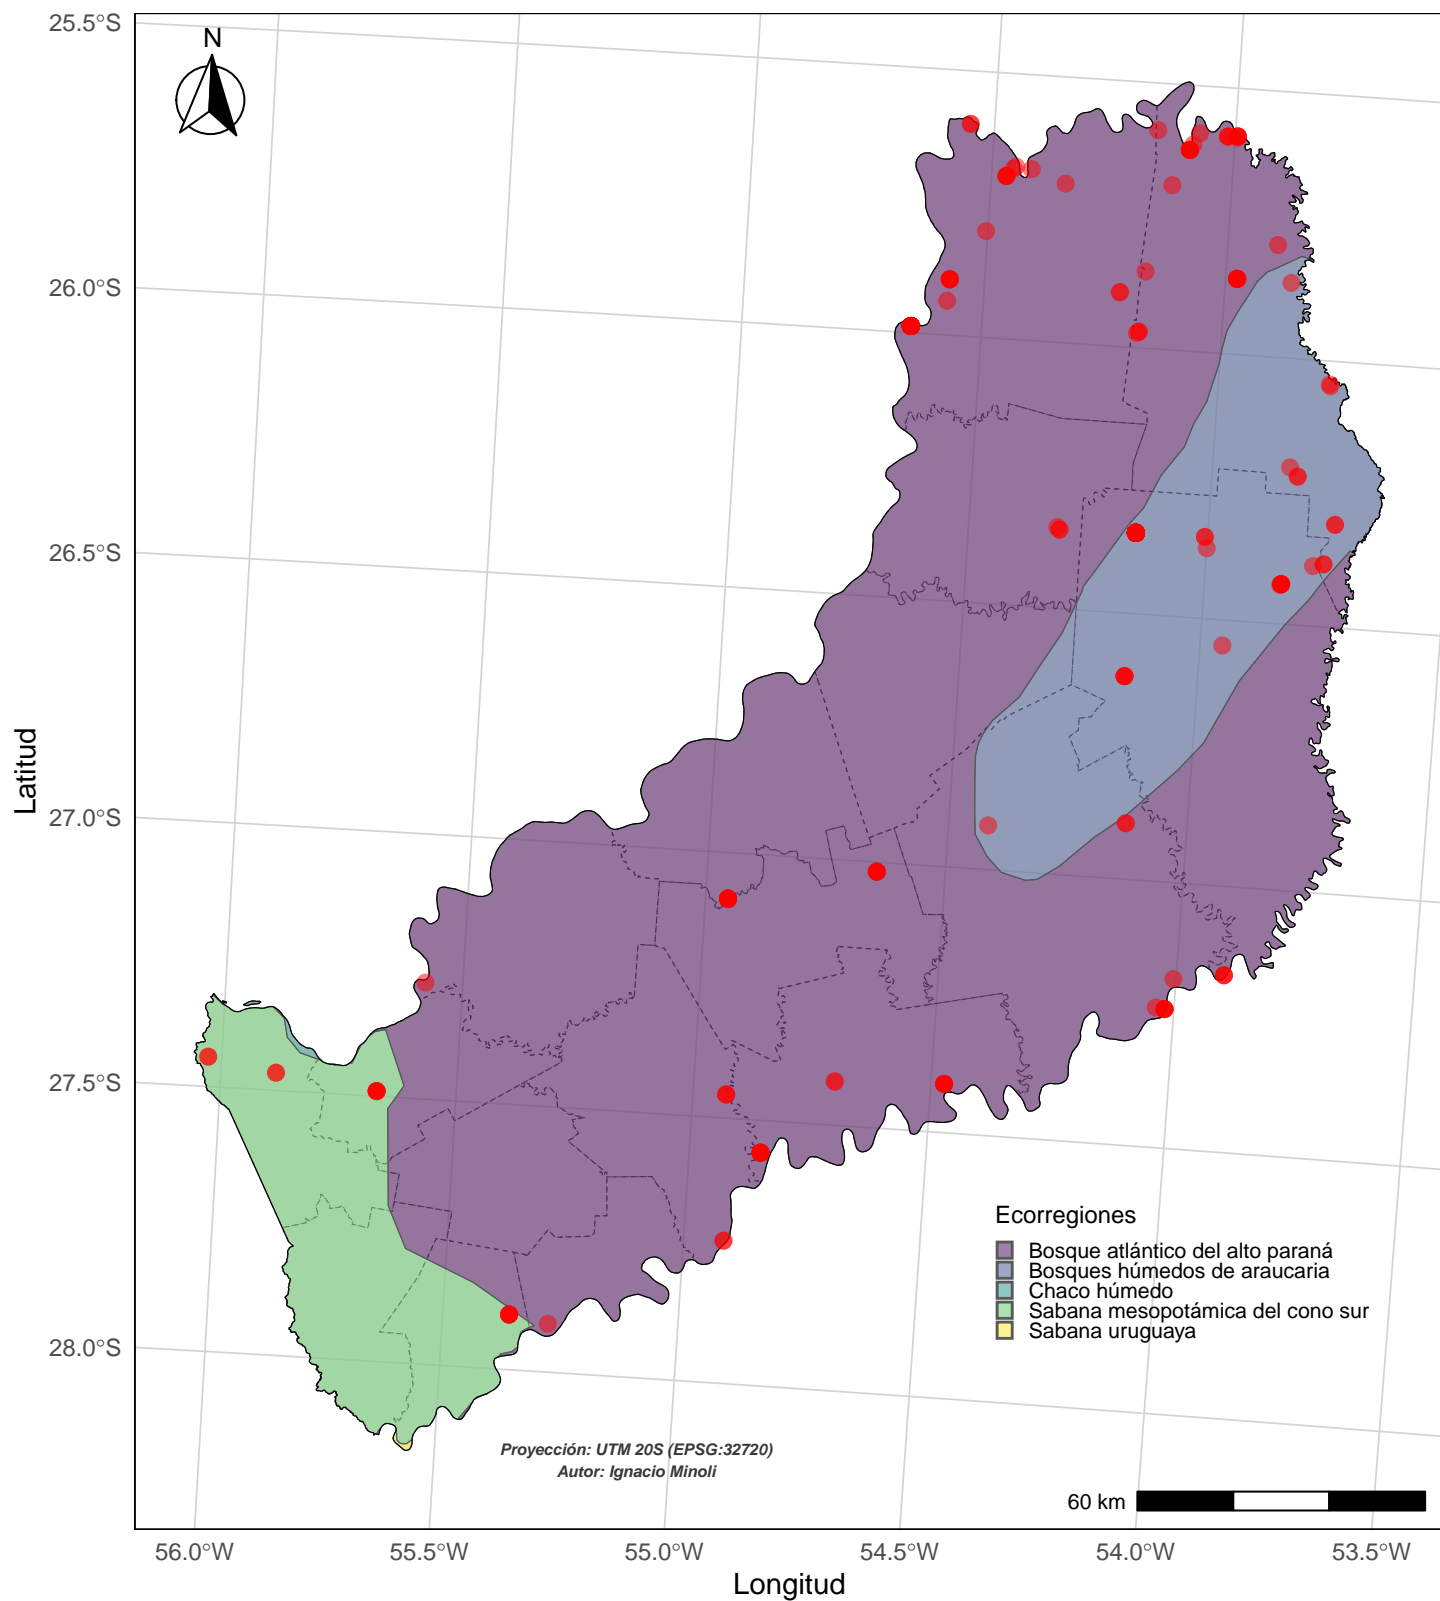 25.5°S
26.0°S
26.5°S
27.0°S
27.5°S
28.0°S
Latitud
N
Ecorregiones
Bosque atlántico del alto paraná
Bosques húmedos de araucaria
Chaco húmedo
Sabana mesopotámica del cono sur
Sabana uruguaya
Proyección: UTM 20S (EPSG:32720)
Autor: Ignacio Minoli
60 km
56.0°W 55.5°W 55.0°W 54.5°W 54.0°W 53.5°W
Longitud